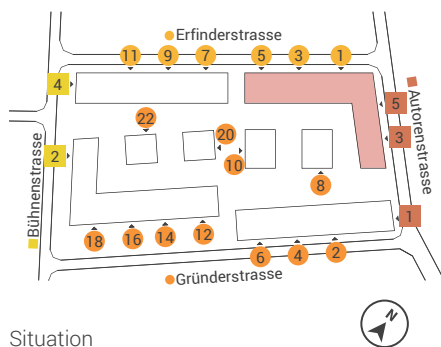 Erfinderstrasse
11 9 7 5 3 1
4
5
Autorenstrasse
3
22
20
10
2
8
Bühnenstrasse
1
18 16 14 12
6 4 2
Gründerstrasse
N
Situation